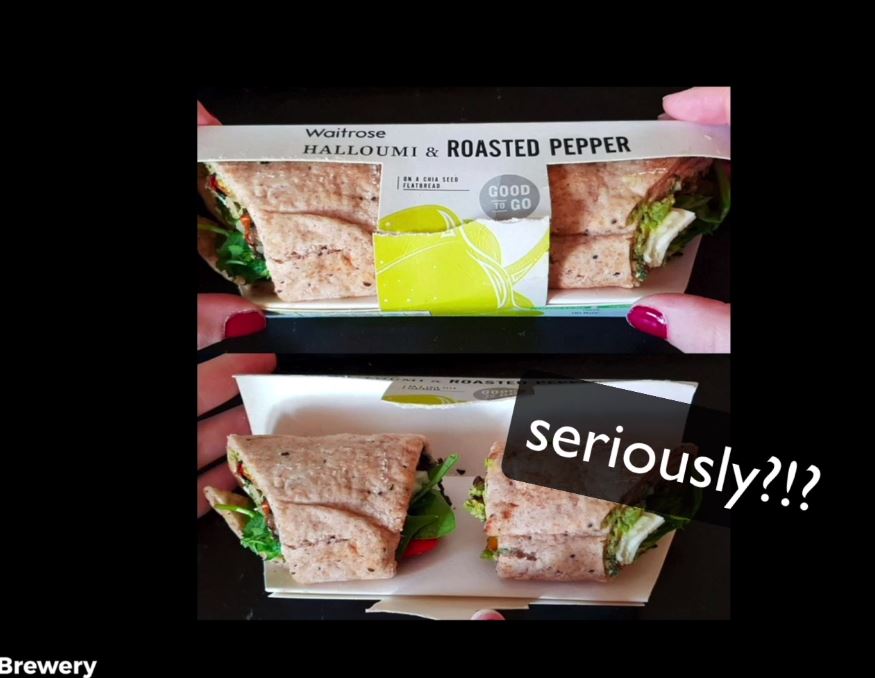 Waitrose
HALLOUMI & ROASTED PEPPER
ON A CHIA SEED
FLATBREAD
GOOD
TO GO
ROASTED
seriously?!?
Brewery